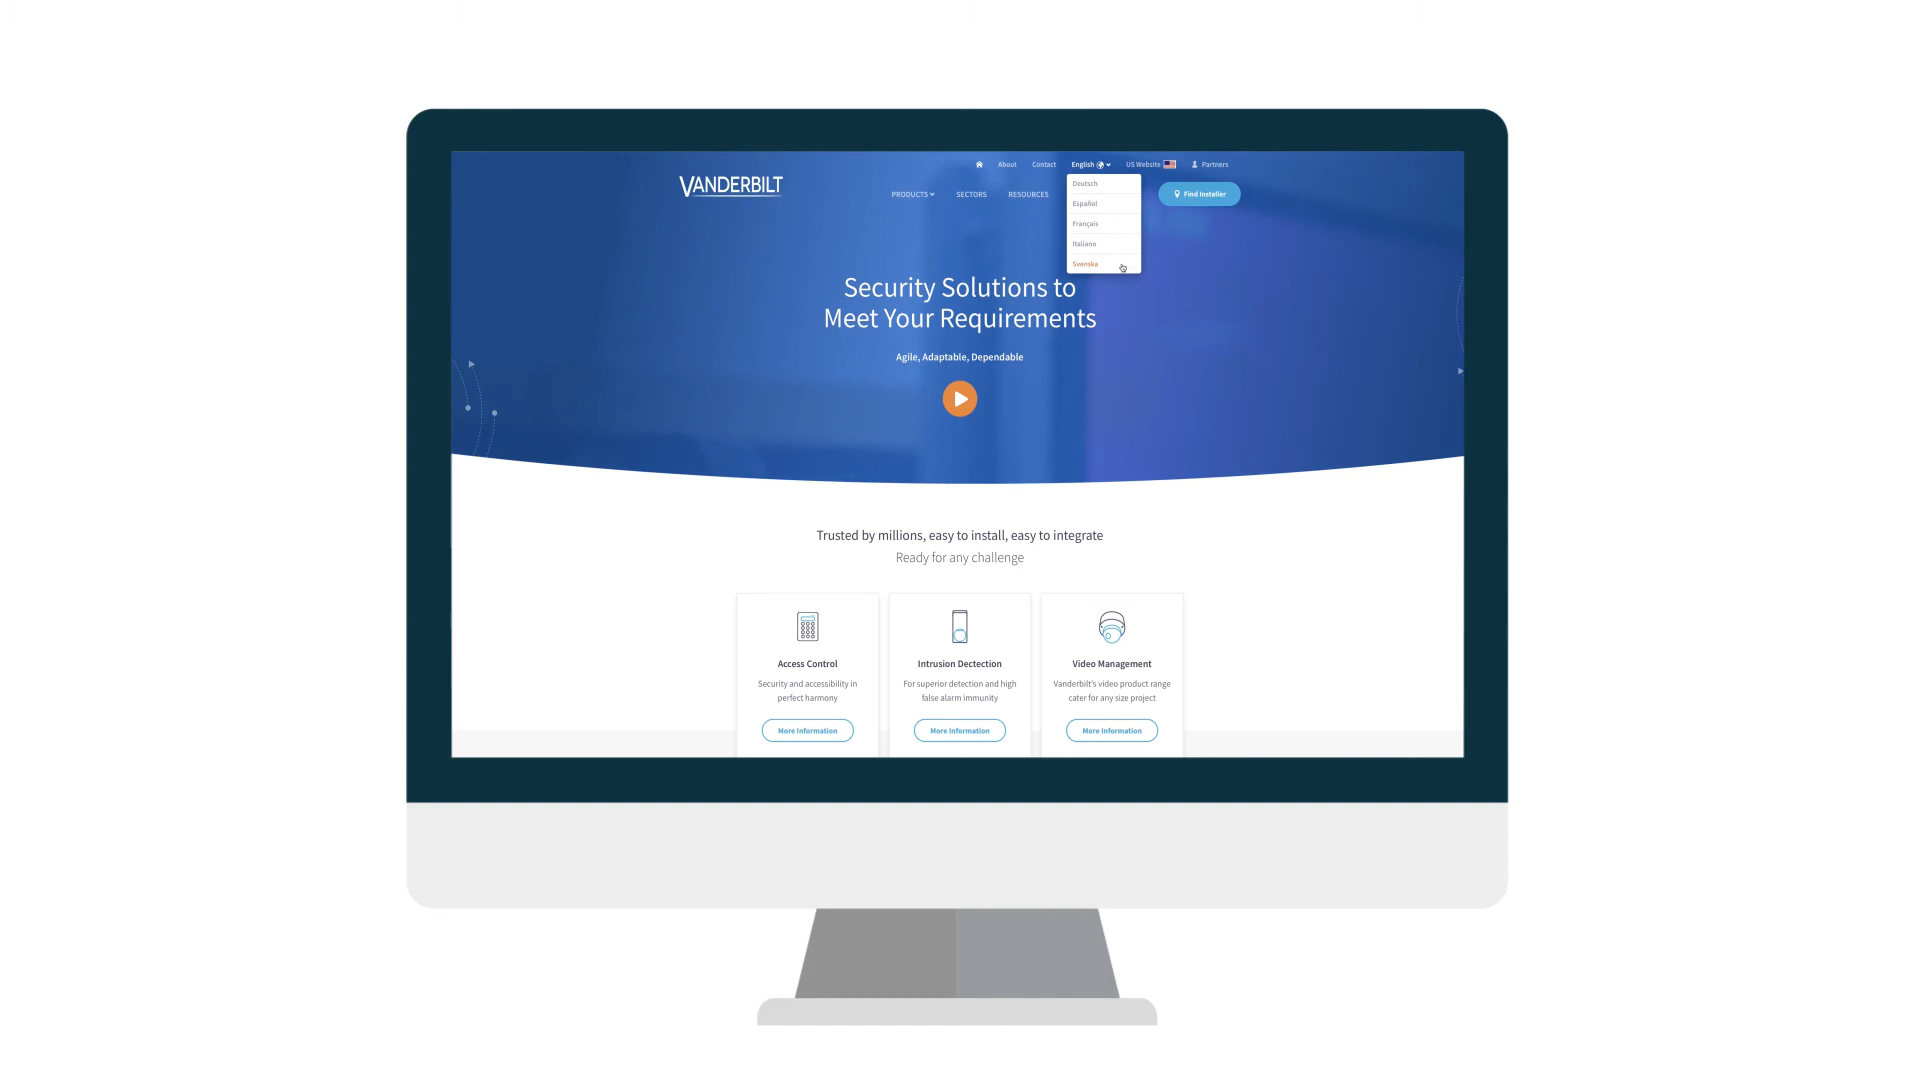 About
Contact
English
US Website
Partners
VANDERBILT
PRODUCTS
SECTORS
RESOURCES
Find Installer
Deutsch
Español
Français
Italiano
Svenska
Security Solutions to
Meet Your Requirements
Agile, Adaptable, Dependable
Trusted by millions, easy to install, easy to integrate
Ready for any challenge
Access Control
Security and accessibility in
perfect harmony
More Information
Intrusion Dectection
For superior detection and high
false alarm immunity
More Information
Video Management
Vanderbilt's video product range
cater for any size project
More Information